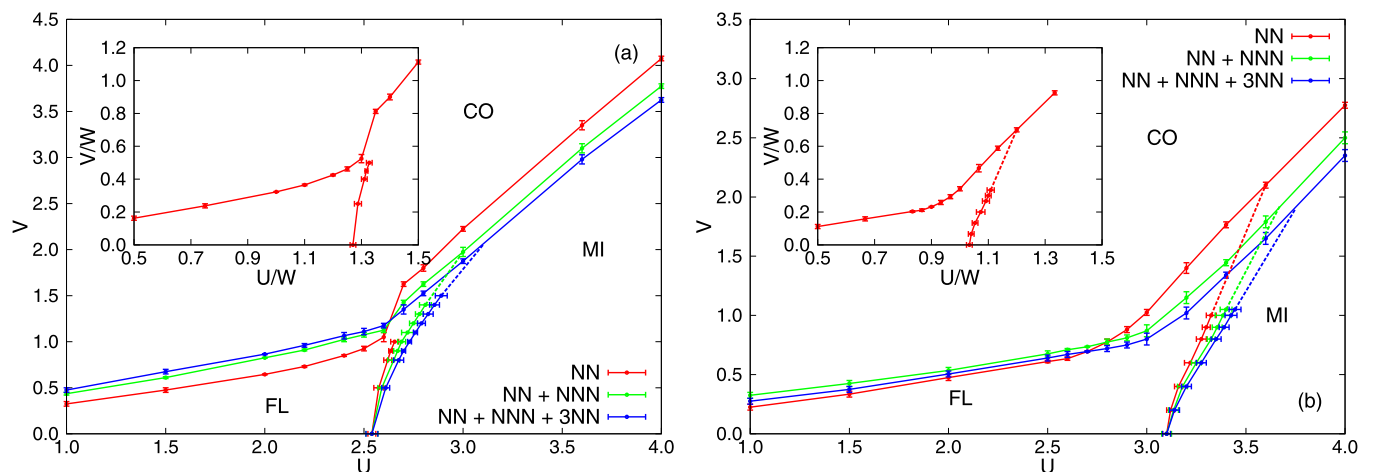 4.5
4.0
3.5
3.0
2.5
2.0
1.5
1.0
0.5
0.0
V
1.0 1.5 2.0 2.5 3.0 3.5 4.0
U
(a)
CO
MI
FL
NN
NN + NNN
NN + NNN + 3NN
1.2
1.0
0.8
0.6
0.4
0.2
0.0
V/W
0.5 0.7 0.9 1.1 1.3 1.5
U/W
3.5
3.0
2.5
2.0
1.5
1.0
0.5
0.0
V
1.0 1.5 2.0 2.5 3.0 3.5 4.0
U
NN
NN + NNN
NN + NNN + 3NN
CO
MI
FL
(b)
1.2
1.0
0.8
0.6
0.4
0.2
0.0
V/W
0.5 0.7 0.9 1.1 1.3 1.5
U/W